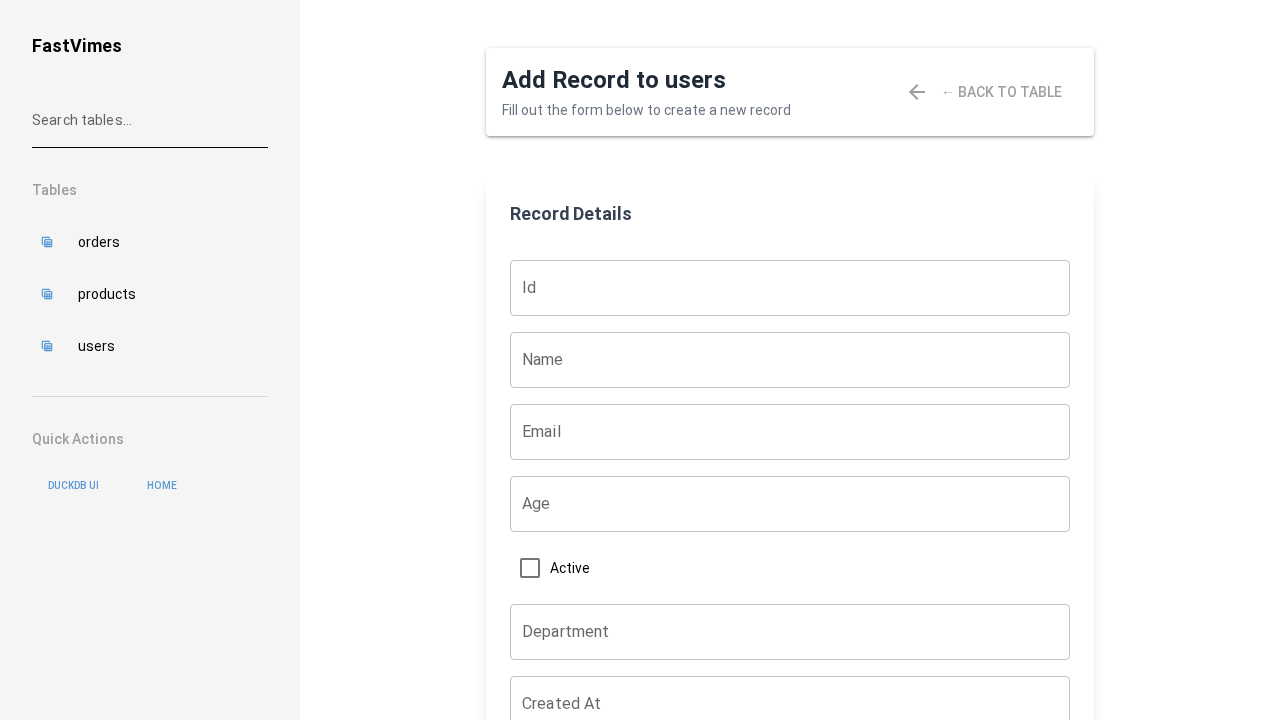 FastVimes
Search tables...
Tables
orders
products
users
Quick Actions
DUCKDB UI
HOME
Add Record to users
Fill out the form below to create a new record
← BACK TO TABLE
Record Details
Id
Name
Email
Age
Active
Department
Created At